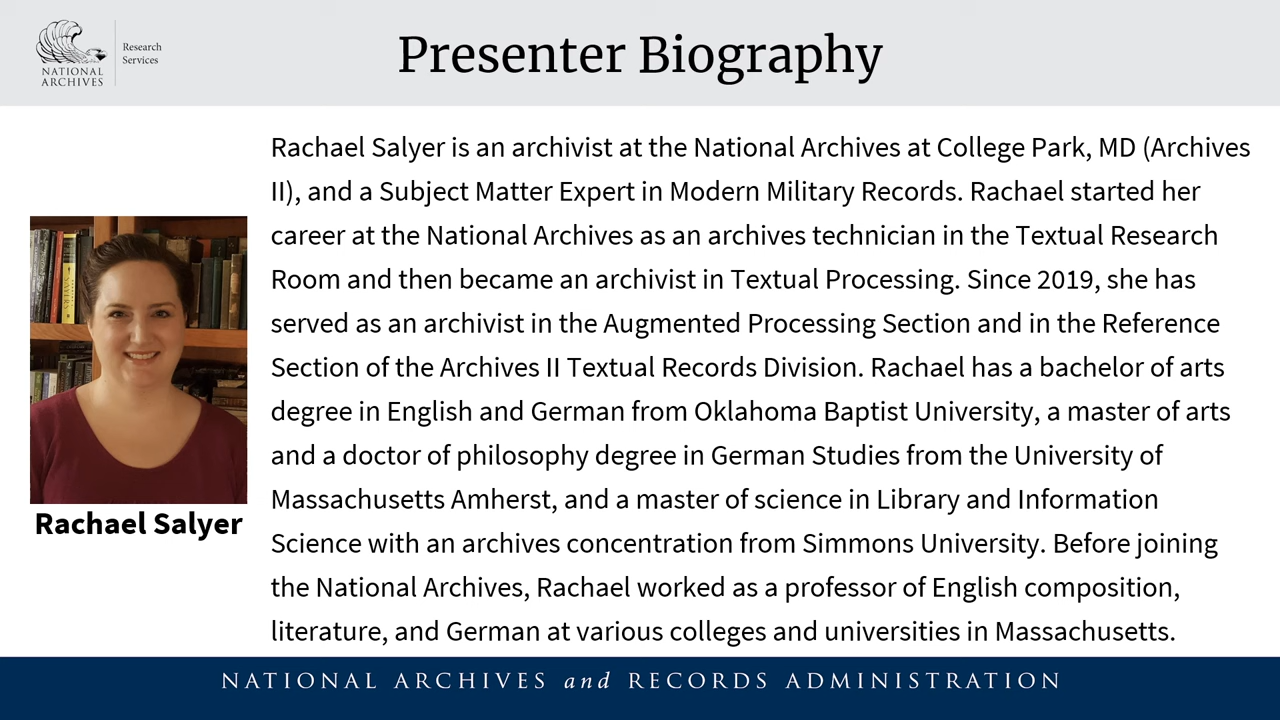 NATIONAL
ARCHIVES
Research
Services
Presenter Biography
Rachael Salyer is an archivist at the National Archives at College Park, MD (Archives
II), and a Subject Matter Expert in Modern Military Records. Rachael started her
career at the National Archives as an archives technician in the Textual Research
Room and then became an archivist in Textual Processing. Since 2019, she has
served as an archivist in the Augmented Processing Section and in the Reference
Section of the Archives II Textual Records Division. Rachael has a bachelor of arts
degree in English and German from Oklahoma Baptist University, a master of arts
and a doctor of philosophy degree in German Studies from the University of
Massachusetts Amherst, and a master of science in Library and Information
Science with an archives concentration from Simmons University. Before joining
the National Archives, Rachael worked as a professor of English composition,
literature, and German at various colleges and universities in Massachusetts.
Rachael Salyer
NATIONAL ARCHIVES and RECORDS ADMINISTRATION